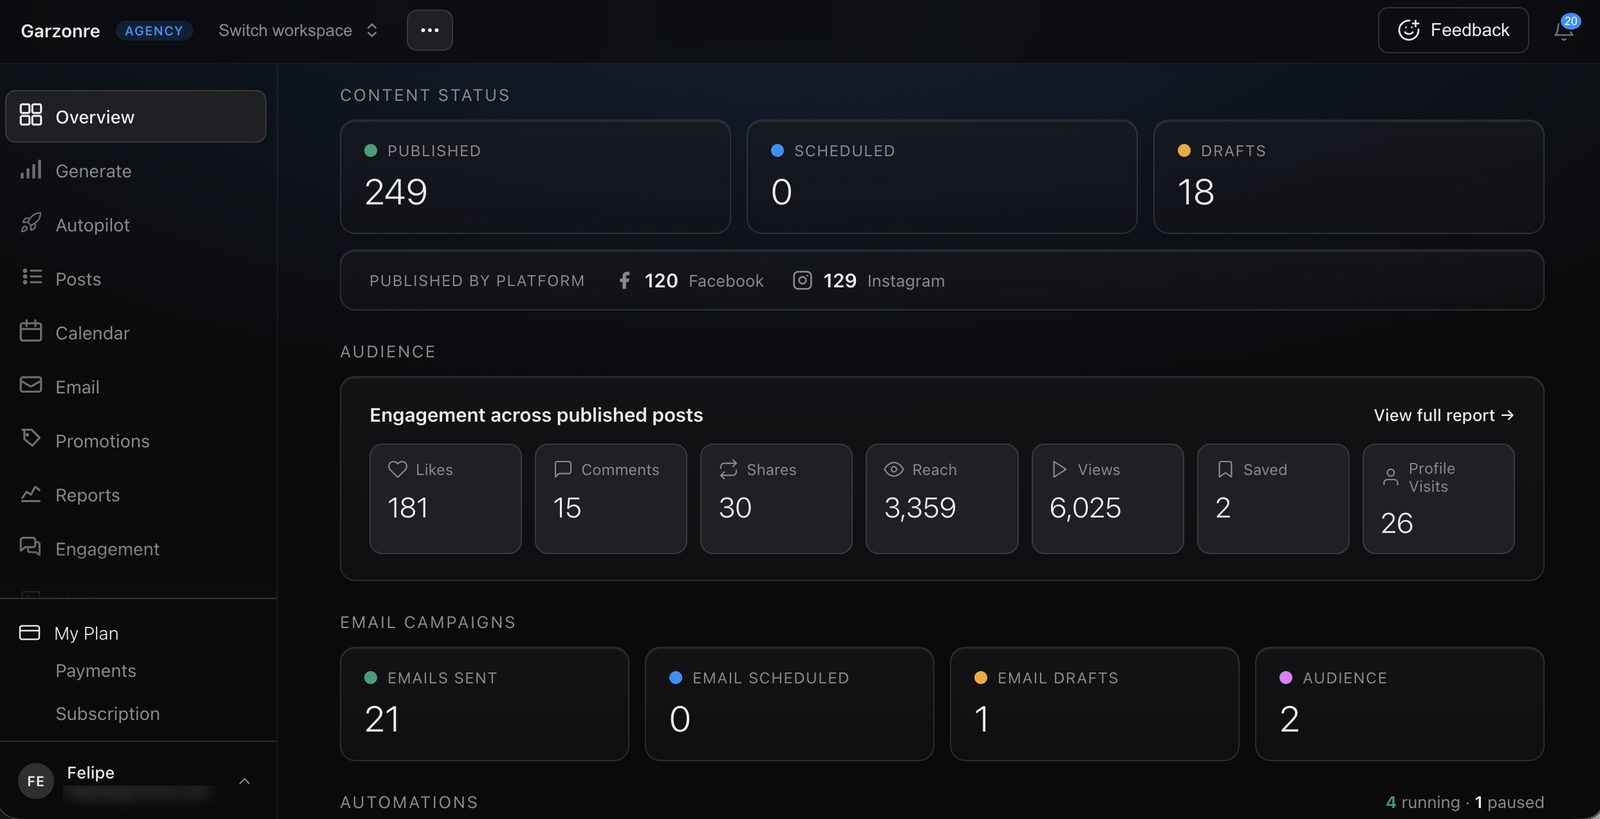 Garzonre
AGENCY
Switch workspace
Feedback
20
Overview
Generate
Autopilot
Posts
Calendar
Email
Promotions
Reports
Engagement
My Plan
Payments
Subscription
FE
Felipe
CONTENT STATUS
PUBLISHED
249
SCHEDULED
0
DRAFTS
18
PUBLISHED BY PLATFORM
120 Facebook
129 Instagram
AUDIENCE
Engagement across published posts
View full report →
Likes
181
Comments
15
Shares
30
Reach
3,359
Views
6,025
Saved
2
Profile
Visits
26
EMAIL CAMPAIGNS
EMAILS SENT
21
EMAIL SCHEDULED
0
EMAIL DRAFTS
1
AUDIENCE
2
AUTOMATIONS
4 running · 1 paused